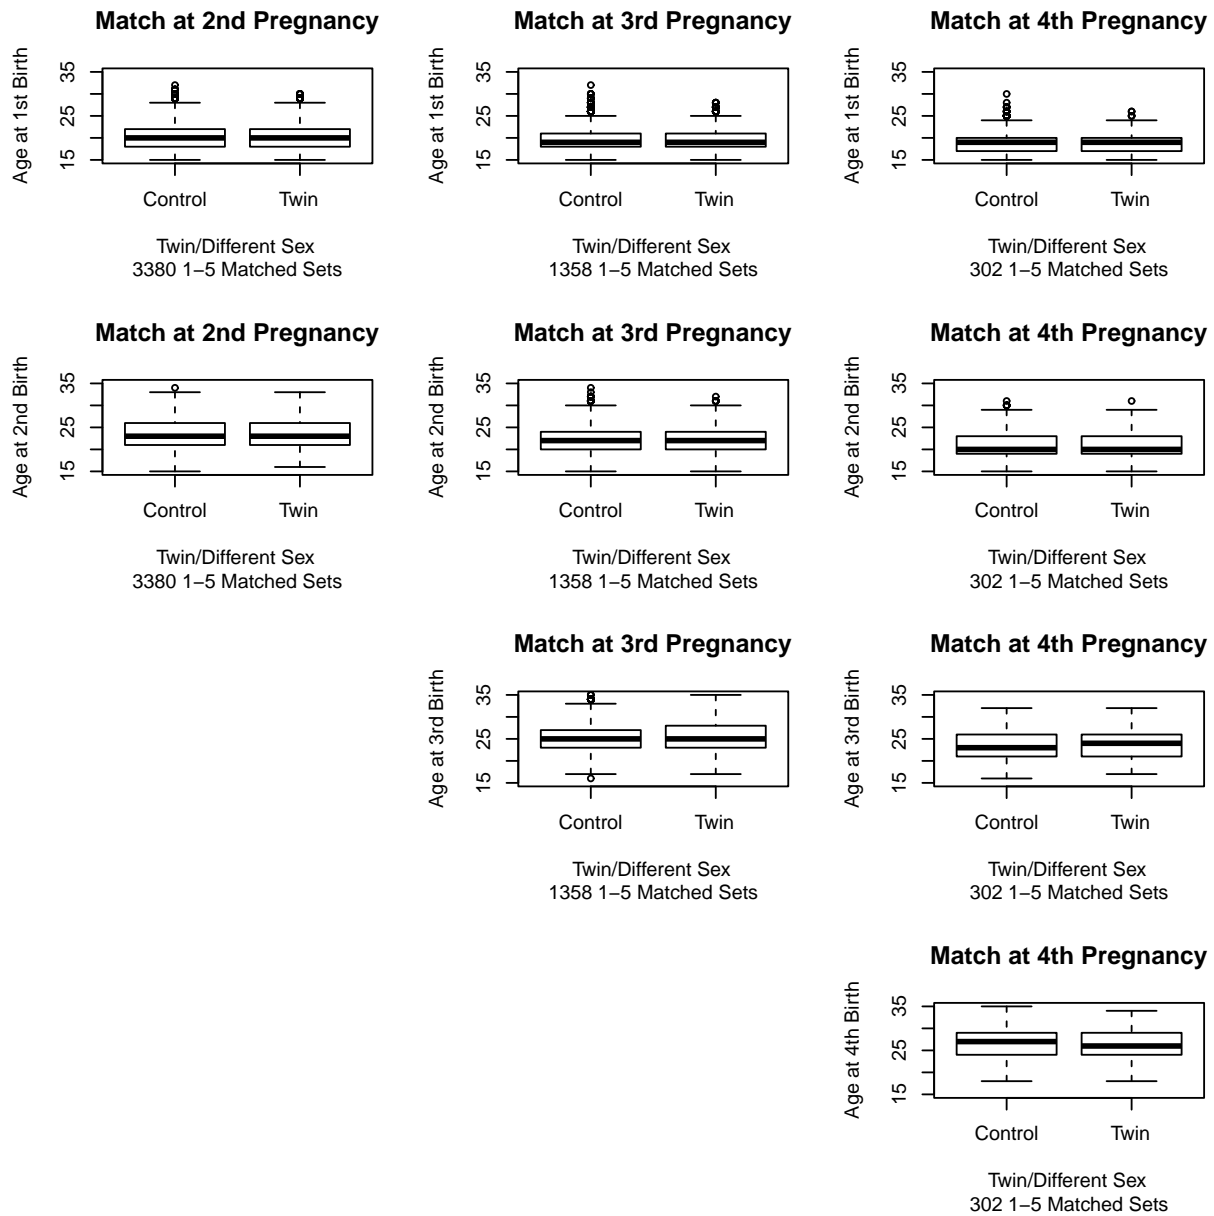 Match at 2nd Pregnancy
Age at 1st Birth
15 25 35
Control Twin
Twin/Different Sex
3380 1−5 Matched Sets
Match at 3rd Pregnancy
Age at 1st Birth
15 25 35
Control Twin
Twin/Different Sex
1358 1−5 Matched Sets
Match at 4th Pregnancy
Age at 1st Birth
15 25 35
Control Twin
Twin/Different Sex
302 1−5 Matched Sets
Match at 2nd Pregnancy
Age at 2nd Birth
15 25 35
Control Twin
Twin/Different Sex
3380 1−5 Matched Sets
Match at 3rd Pregnancy
Age at 2nd Birth
15 25 35
Control Twin
Twin/Different Sex
1358 1−5 Matched Sets
Match at 4th Pregnancy
Age at 2nd Birth
15 25 35
Control Twin
Twin/Different Sex
302 1−5 Matched Sets
Match at 3rd Pregnancy
Age at 3rd Birth
15 25 35
Control Twin
Twin/Different Sex
1358 1−5 Matched Sets
Match at 4th Pregnancy
Age at 3rd Birth
15 25 35
Control Twin
Twin/Different Sex
302 1−5 Matched Sets
Match at 4th Pregnancy
Age at 4th Birth
15 25 35
Control Twin
Twin/Different Sex
302 1−5 Matched Sets